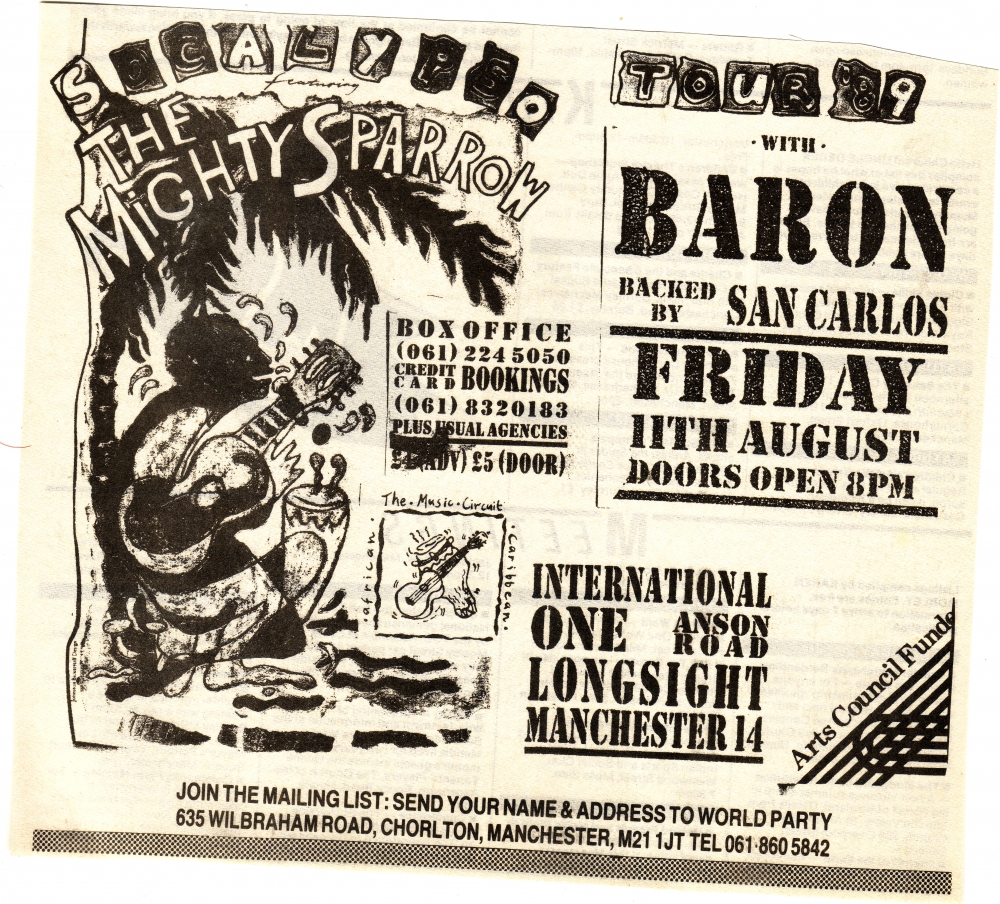 SOCALYPSO
featuring
THE
MIGHTY SPARROW
TOUR '89
·WITH·
BARON
BACKED BY SAN CARLOS
FRIDAY
11TH AUGUST
DOORS OPEN 8PM
BOX OFFICE
(061) 224 5050
CREDIT CARD BOOKINGS
(061) 8320183
PLUS USUAL AGENCIES
(ADV) £5 (DOOR)
The·Music·Circuit
·african·
·Caribbean·
INTERNATIONAL
ONE ANSON ROAD
LONGSIGHT
MANCHESTER 14
Arts Council Funded
JOIN THE MAILING LIST: SEND YOUR NAME & ADDRESS TO WORLD PARTY
635 WILBRAHAM ROAD, CHORLTON, MANCHESTER, M21 1JT TEL 061·860 5842